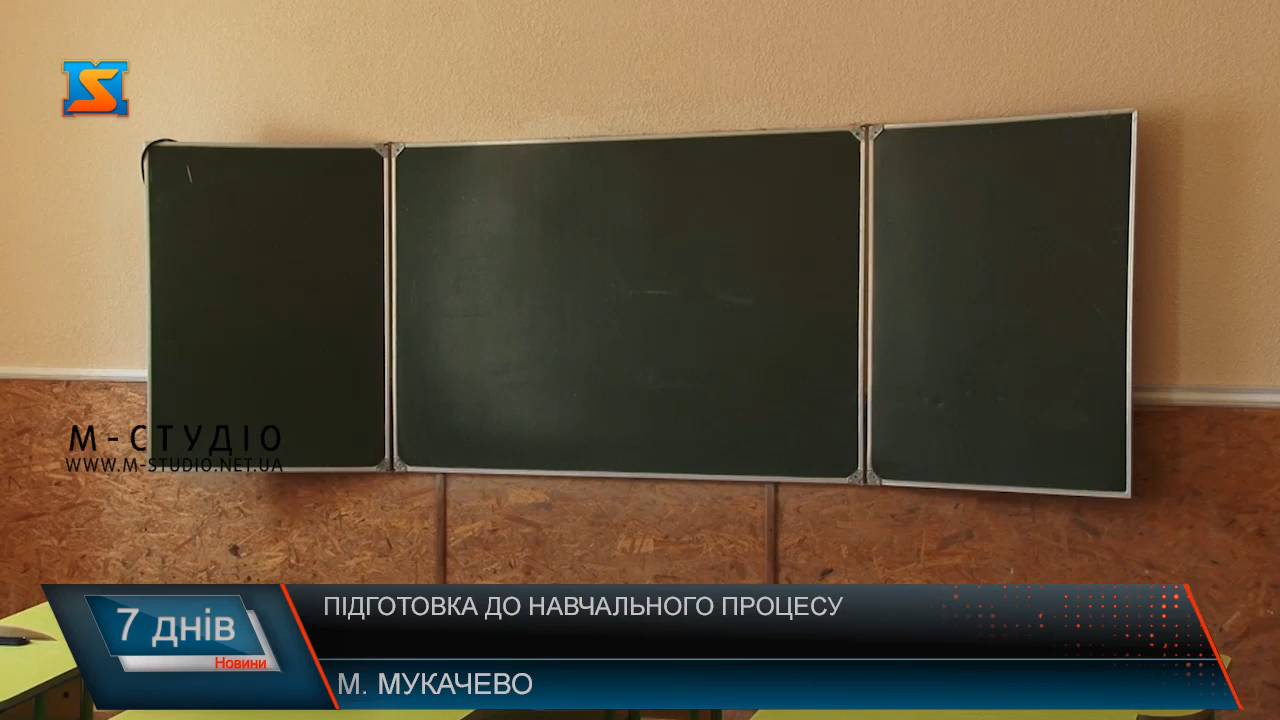 М-СТУДІО
WWW.M-STUDIO.NET.UA
7 днів
Новини
ПІДГОТОВКА ДО НАВЧАЛЬНОГО ПРОЦЕСУ
М. МУКАЧЕВО